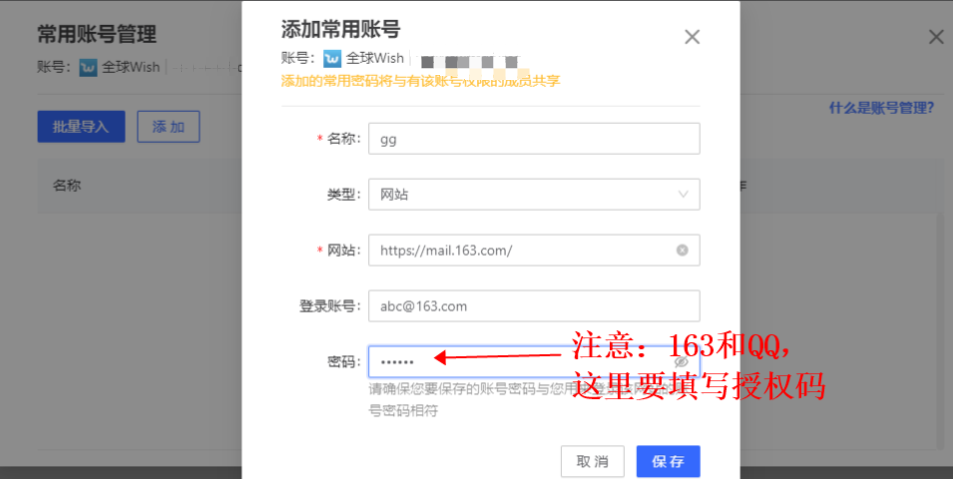 常用账号管理
账号： 全球Wish
批量导入
添 加
什么是账号管理?
名称
添加常用账号
账号： 全球Wish
添加的常用密码将与有该账号权限的成员共享
* 名称： gg
类型： 网站
* 网站： https://mail.163.com/
登录账号： abc@163.com
密码： ••••••
注意：163和QQ，
这里要填写授权码
请确保您要保存的账号密码与您用
号密码相符
取 消
保 存